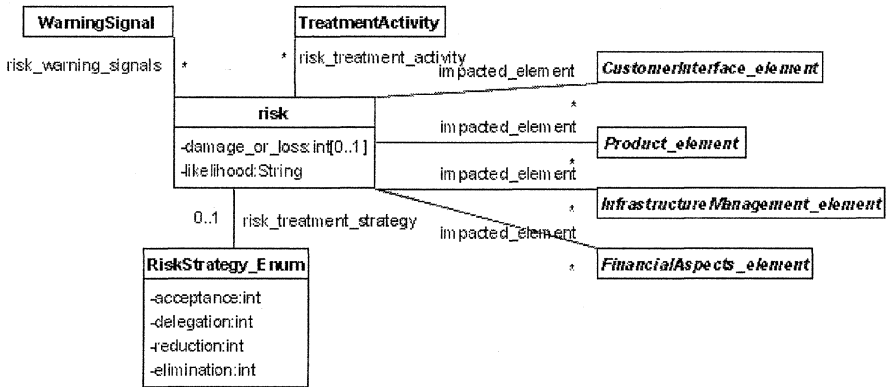 WarningSignal
TreatmentActivity
risk_warning_signals
*
*
risk_treatment_activity
impacted_element
CustomerInterface_element
*
risk
-damage_or_loss:int[0..1]
-likelihood:String
impacted_element
Product_element
*
impacted_element
InfrastructureManagement_element
*
0..1
risk_treatment_strategy
impacted_element
FinancialAspects_element
*
RiskStrategy_Enum
-acceptance:int
-delegation:int
-reduction:int
-elimination:int